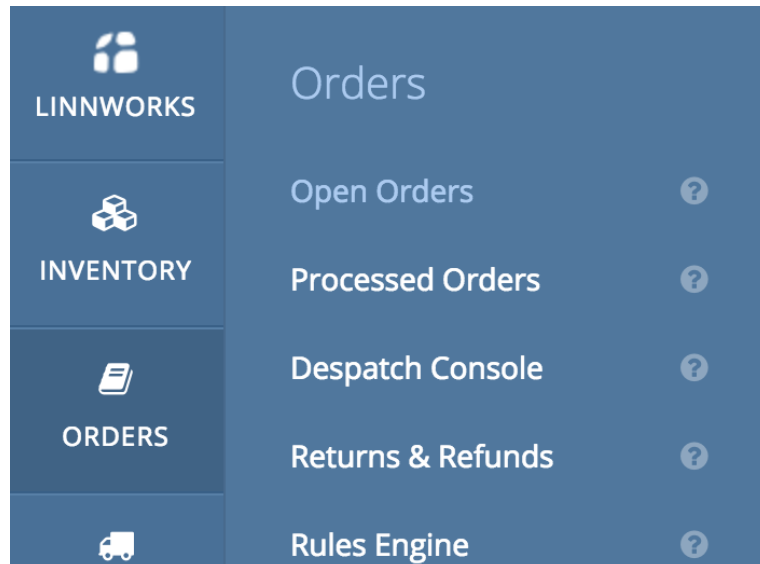 LINNWORKS
INVENTORY
ORDERS
Orders
Open Orders
Processed Orders
Despatch Console
Returns & Refunds
Rules Engine